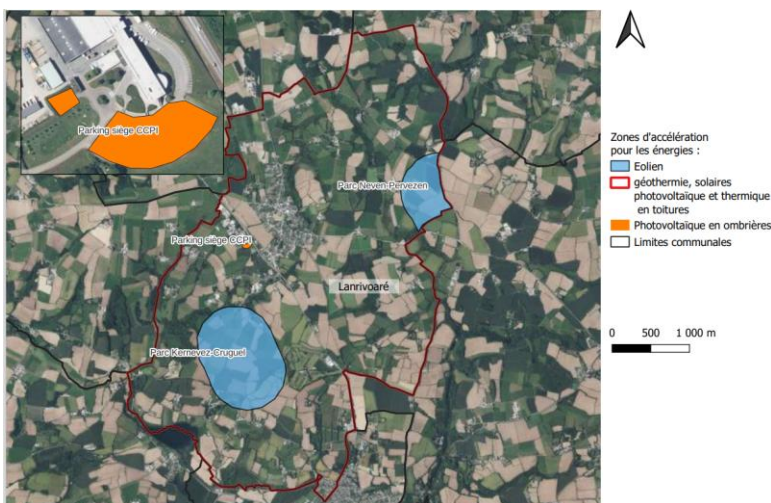 Parking siège CCPI
Parc Neven-Pervezen
Parking siège CCPI
Lanrivoaré
Parc Kernevez-Cruguel
Zones d'accélération
pour les énergies :
Eolien
géothermie, solaires
photovoltaïque et thermique
en toitures
Photovoltaïque en ombrières
Limites communales
0 500 1 000 m